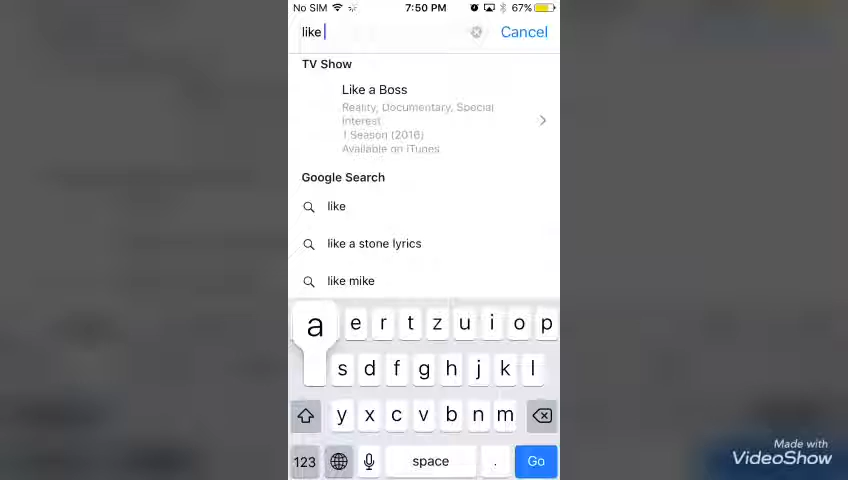 No SIM 7:50 PM 67%
like Cancel
TV Show
Like a Boss
Reality, Documentary, Special
Interest
1 Season (2016)
Available on iTunes
Google Search
like
like a stone lyrics
like mike
a e r t z u i o p
s d f g h j k l
y x c v b n m
123 space . Go
Made with
VideoShow